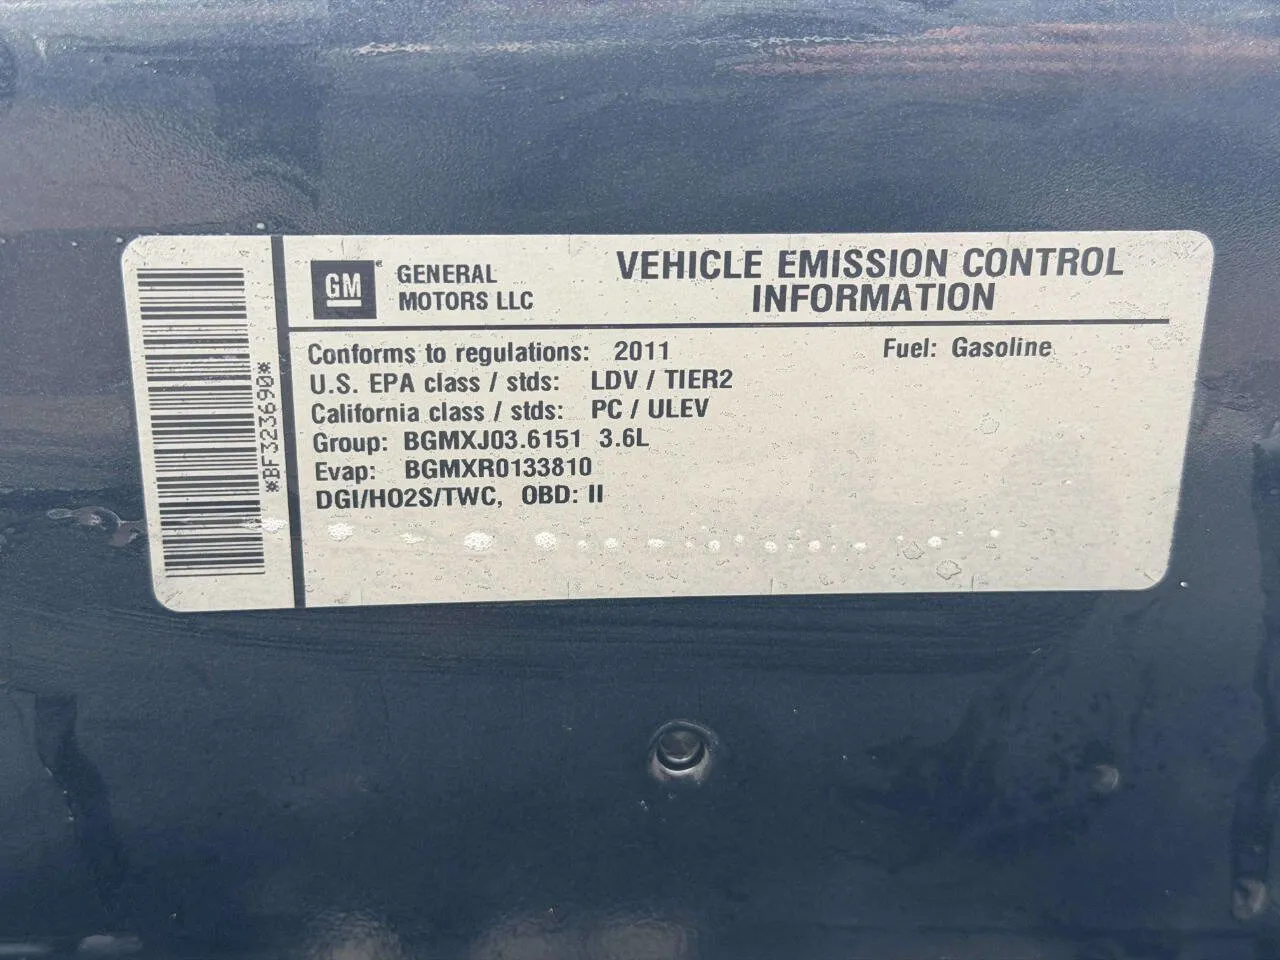 *BF323690*
GM
GENERAL
MOTORS LLC
VEHICLE EMISSION CONTROL
INFORMATION
Conforms to regulations: 2011 Fuel: Gasoline
U.S. EPA class / stds: LDV / TIER2
California class / stds: PC / ULEV
Group: BGMXJ03.6151 3.6L
Evap: BGMXR0133810
DGI/HO2S/TWC, OBD: II